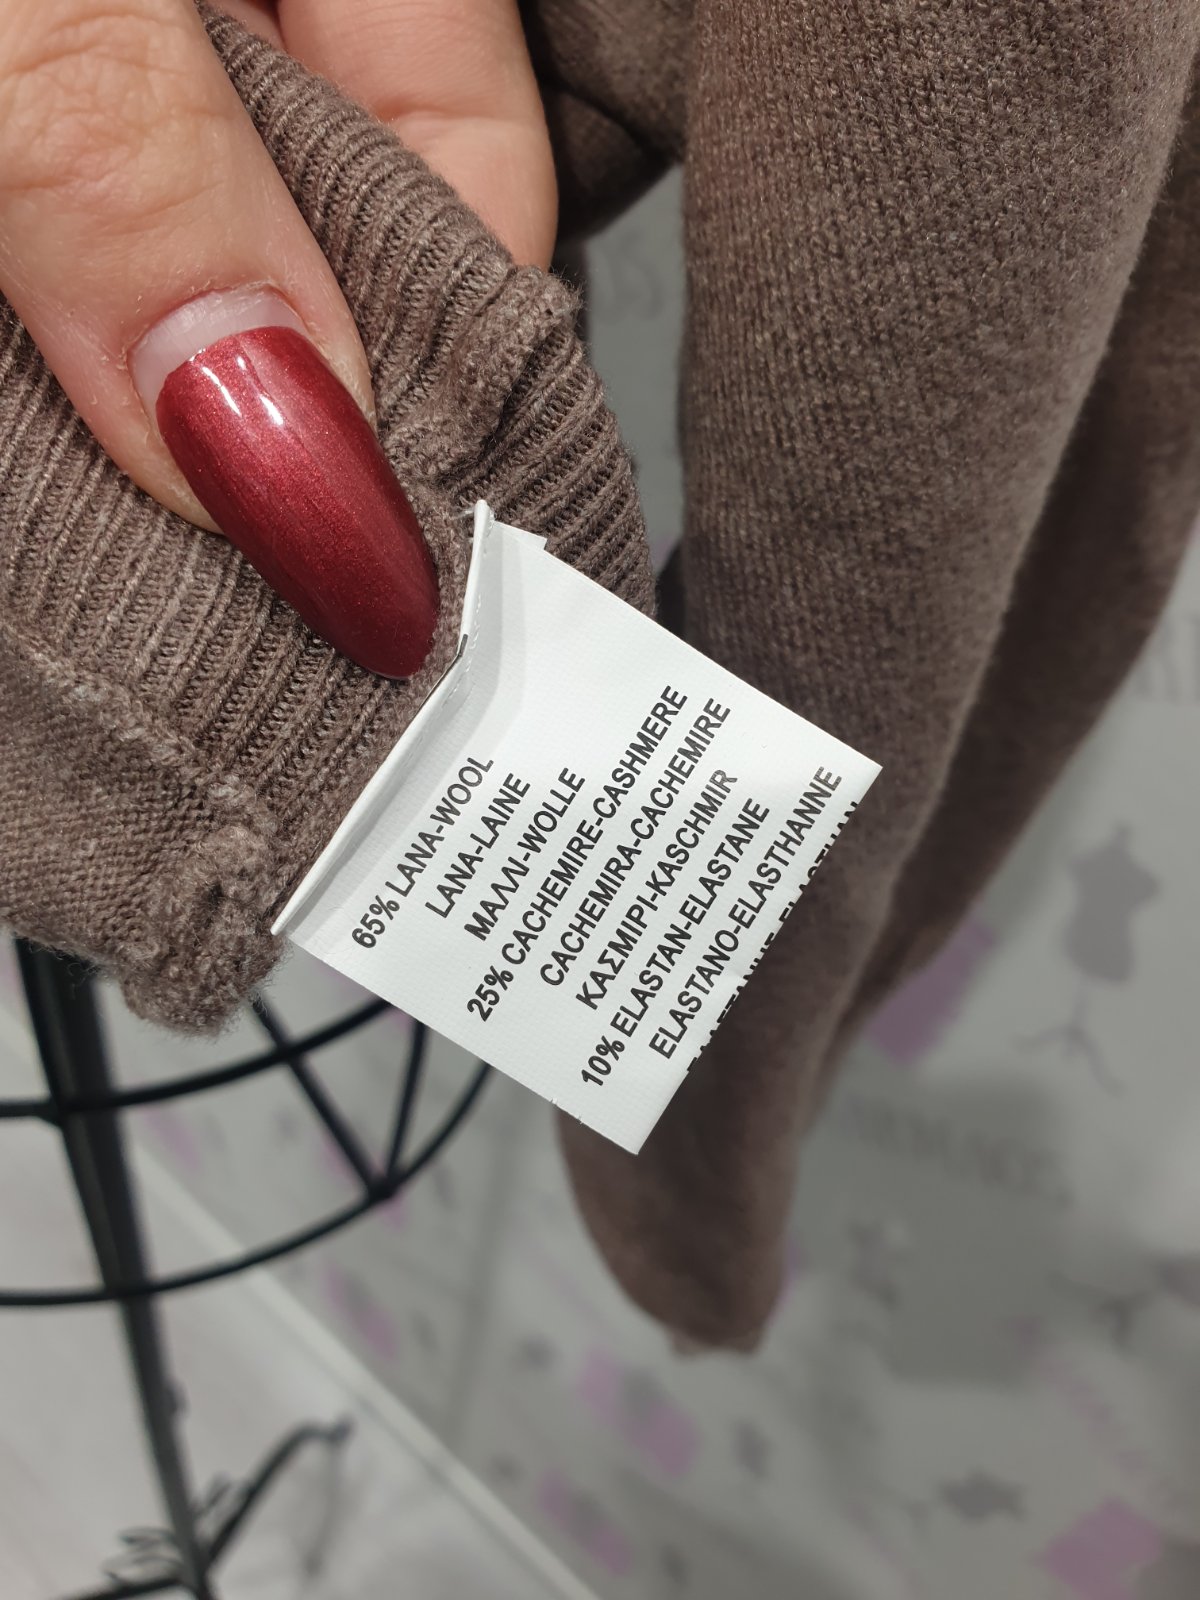 65% LANA-WOOL
LANA-LAINE
ΜΑΛΛΙ-WOLLE
25% CACHEMIRE-CASHMERE
CACHEMIRA-CACHEMIRE
ΚΑΣΜΙΡΙ-KASCHMIR
10% ELASTAN-ELASTANE
ELASTANO-ELASTHANNE